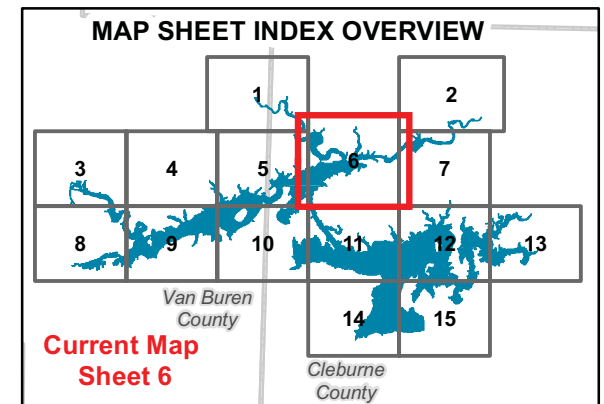 MAP SHEET INDEX OVERVIEW
1
2
3
4
5
6
7
8
9
10
11
12
13
14
15
Van Buren
County
Current Map
Sheet 6
Cleburne
County